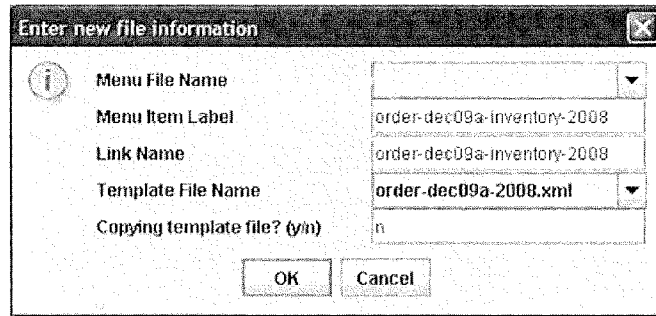 Enter new file information
Menu File Name
Menu Item Label order-dec09a-inventory-2008
Link Name order-dec09a-inventory-2008
Template File Name order-dec09a-2008.xml
Copying template file? (y/n) n
OK Cancel